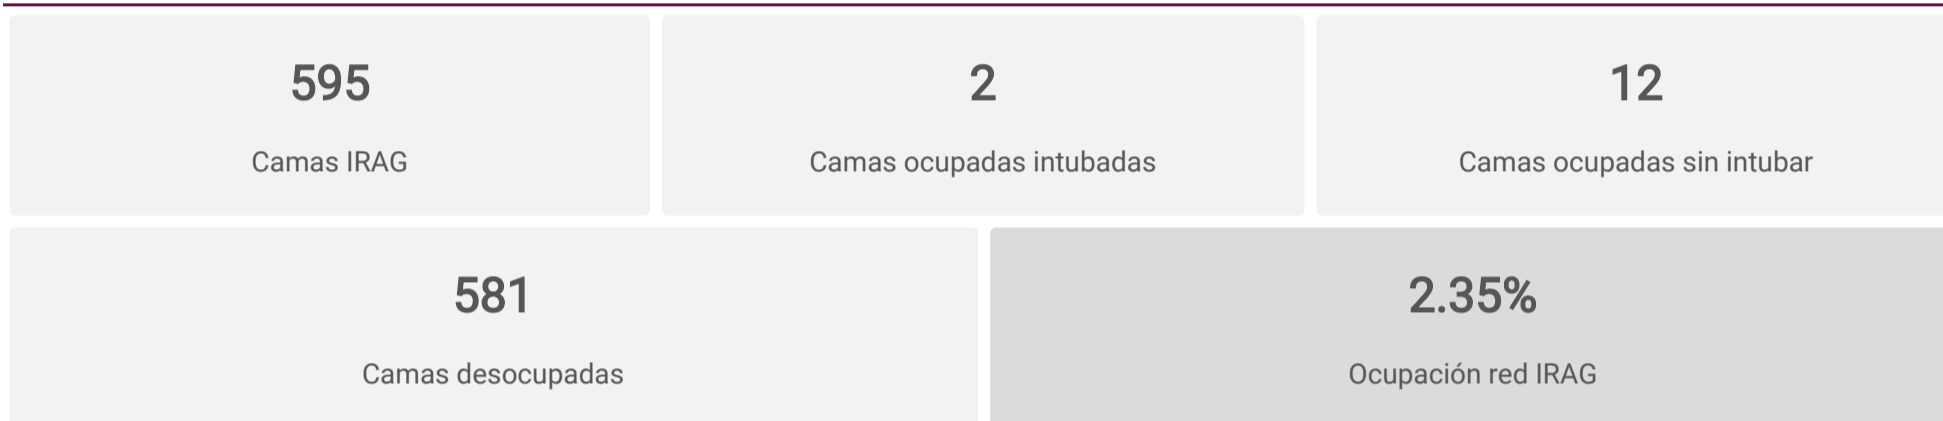 595
Camas IRAG
2
Camas ocupadas intubadas
12
Camas ocupadas sin intubar
581
Camas desocupadas
2.35%
Ocupación red IRAG